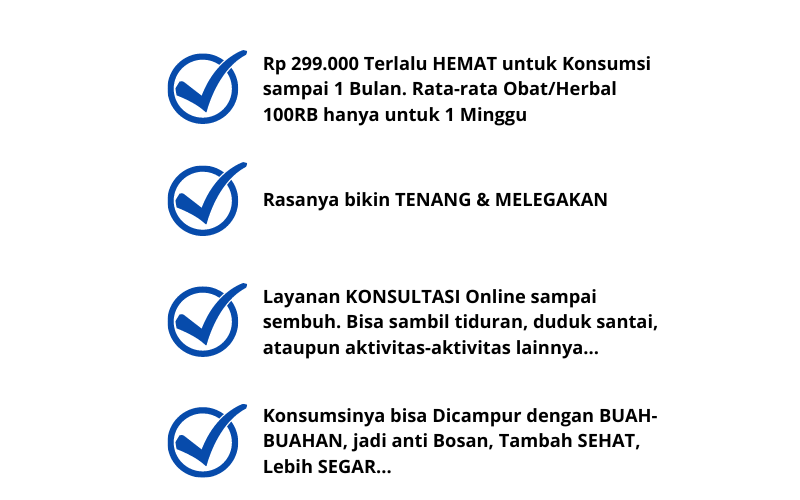 Rp 299.000 Terlalu HEMAT untuk Konsumsi
sampai 1 Bulan. Rata-rata Obat/Herbal
100RB hanya untuk 1 Minggu
Rasanya bikin TENANG & MELEGAKAN
Layanan KONSULTASI Online sampai
sembuh. Bisa sambil tiduran, duduk santai,
ataupun aktivitas-aktivitas lainnya...
Konsumsinya bisa Dicampur dengan BUAH-
BUAHAN, jadi anti Bosan, Tambah SEHAT,
Lebih SEGAR...